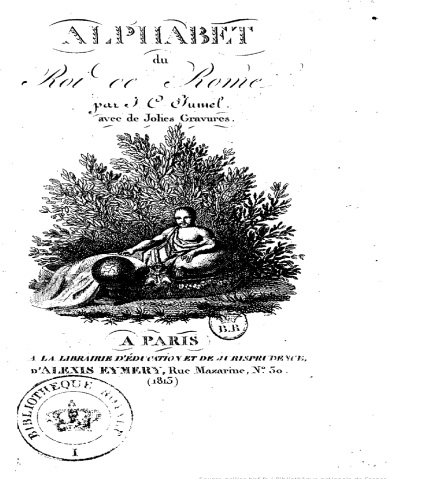 ALPHABET
du
Roi de Rome
par J. C. Jumel.
avec de Jolies Gravures.
B.R
A PARIS
A LA LIBRAIRIE D'ÉDUCATION ET DE JURISPRUDENCE,
D'ALEXIS EYMERY, Rue Mazarine, No. 30.
(1813)
BIBLIOTHEQUE
I